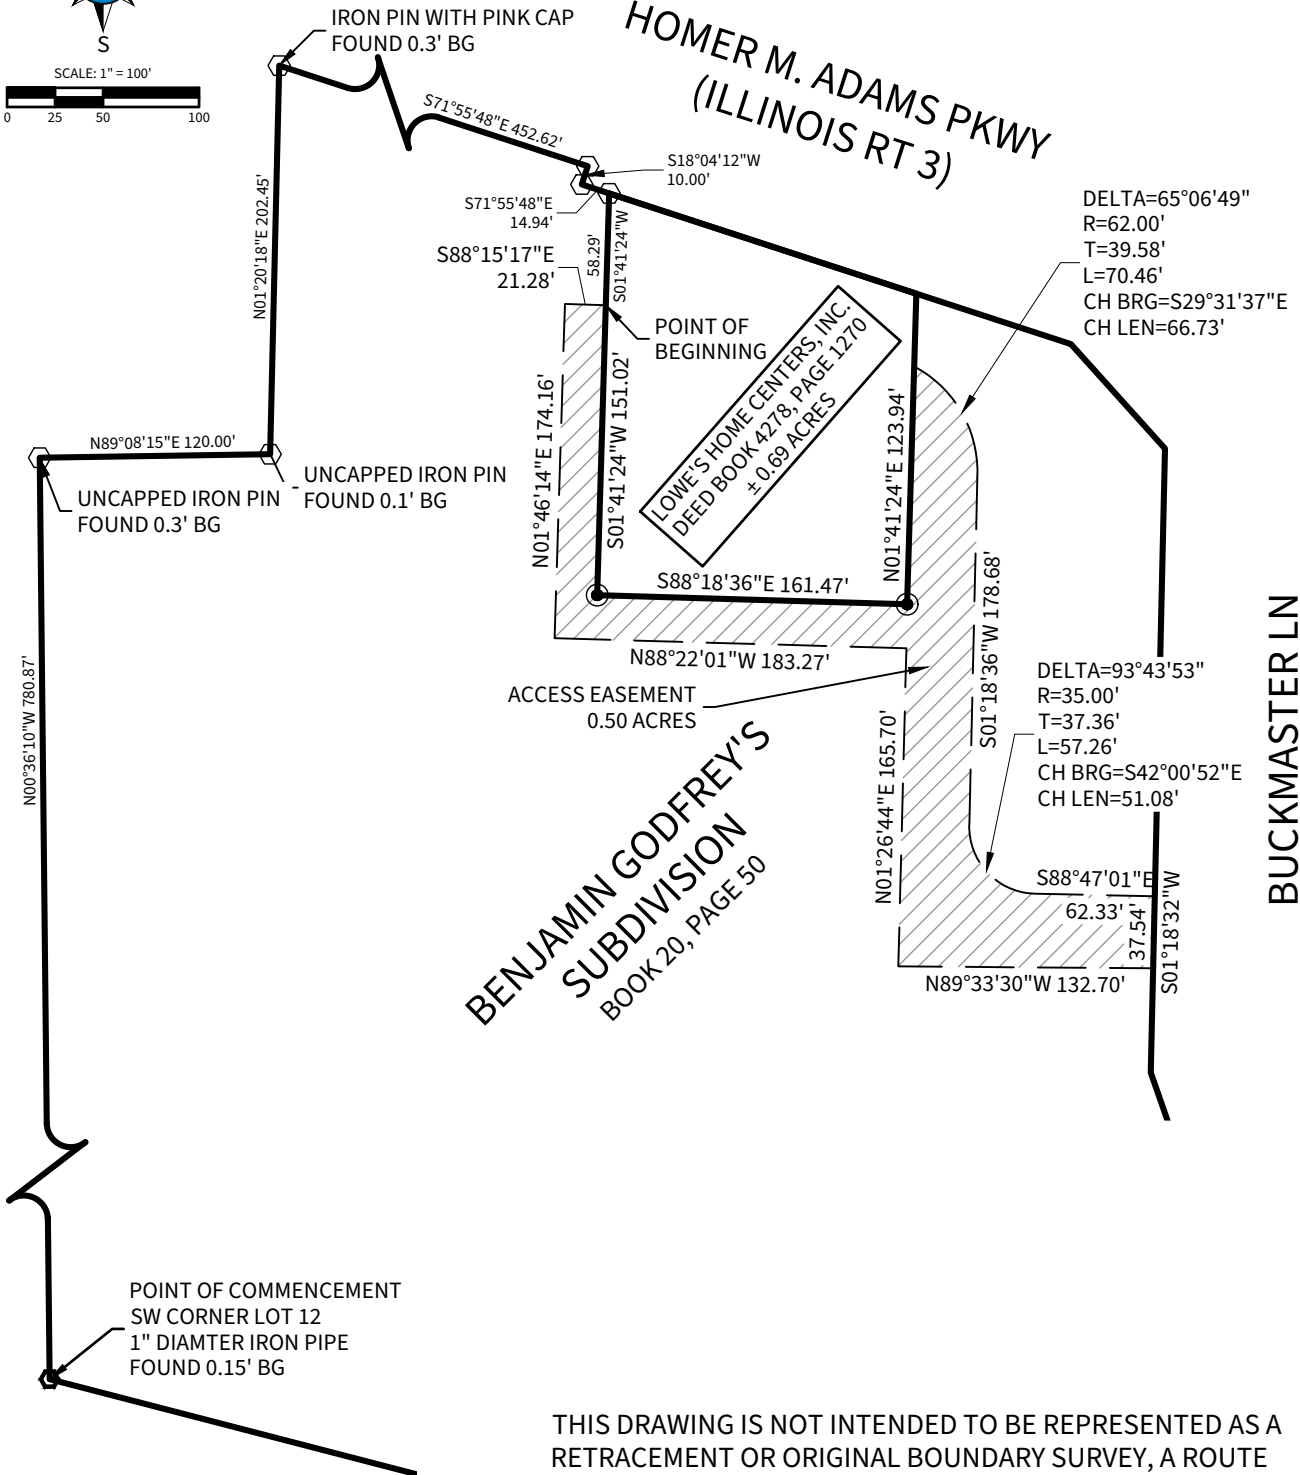 S
SCALE: 1" = 100'
0 25 50 100
IRON PIN WITH PINK CAP
FOUND 0.3' BG
HOMER M. ADAMS PKWY
(ILLINOIS RT 3)
S71°55'48"E 452.62'
S18°04'12"W
10.00'
S71°55'48"E
14.94'
N01°20'18"E 202.45'
S88°15'17"E
21.28'
58.29'
S01°41'24"W
DELTA=65°06'49"
R=62.00'
T=39.58'
L=70.46'
CH BRG=S29°31'37"E
CH LEN=66.73'
POINT OF
BEGINNING
LOWE'S HOME CENTERS, INC.
DEED BOOK 4278, PAGE 1270
± 0.69 ACRES
N01°46'14"E 174.16'
S01°41'24"W 151.02'
N01°41'24"E 123.94'
N89°08'15"E 120.00'
UNCAPPED IRON PIN
FOUND 0.3' BG
UNCAPPED IRON PIN
FOUND 0.1' BG
S88°18'36"E 161.47'
N88°22'01"W 183.27'
S01°18'36"W 178.68'
ACCESS EASEMENT
0.50 ACRES
DELTA=93°43'53"
R=35.00'
T=37.36'
L=57.26'
CH BRG=S42°00'52"E
CH LEN=51.08'
BUCKMASTER LN
N00°36'10"W 780.87'
BENJAMIN GODFREY'S
SUBDIVISION
BOOK 20, PAGE 50
N01°26'44"E 165.70'
S88°47'01"E
62.33'
37.54'
S01°18'32"W
N89°33'30"W 132.70'
POINT OF COMMENCEMENT
SW CORNER LOT 12
1" DIAMTER IRON PIPE
FOUND 0.15' BG
THIS DRAWING IS NOT INTENDED TO BE REPRESENTED AS A
RETRACEMENT OR ORIGINAL BOUNDARY SURVEY, A ROUTE